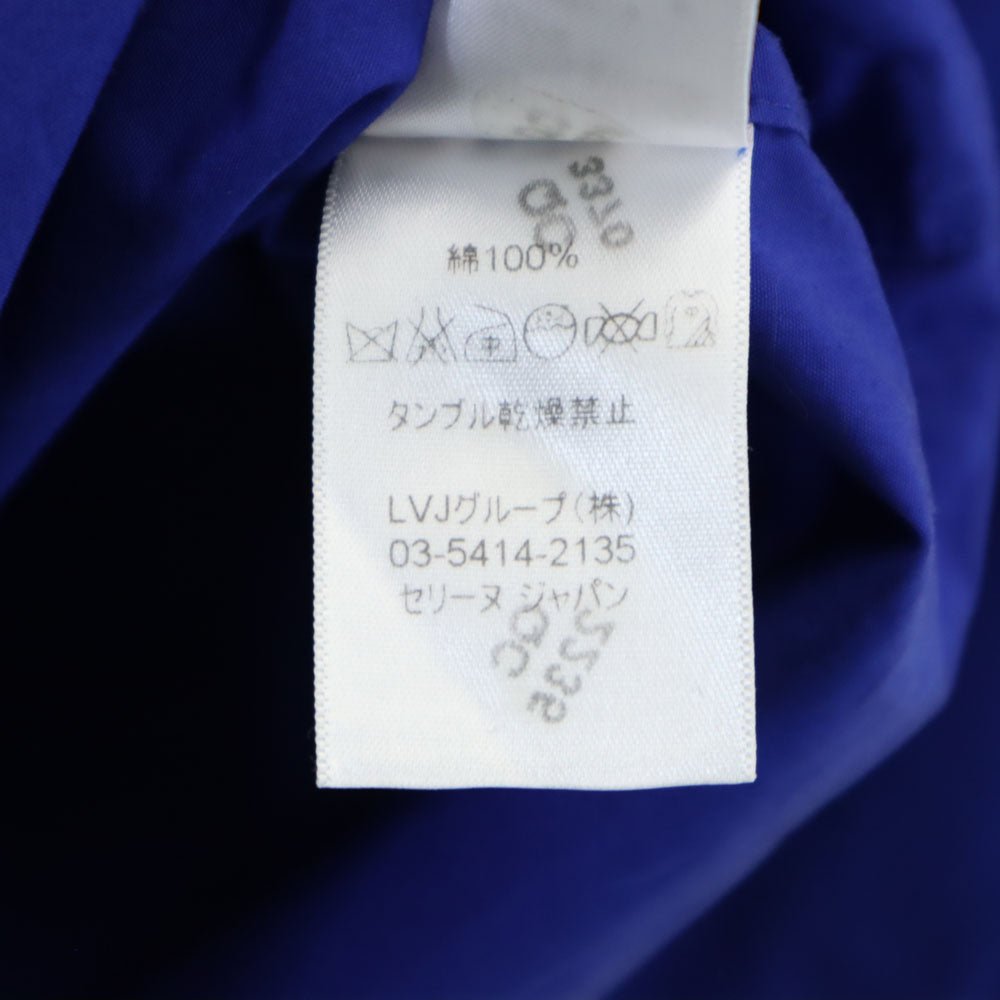 綿100%
中
タンブル乾燥禁止
LVJグループ(株)
03-5414-2135
セリーヌ ジャパン